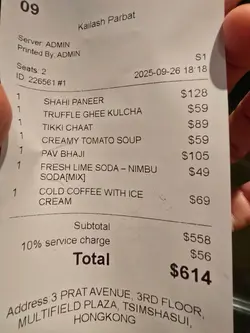 09
Kailash Parbat
Server: ADMIN
Printed By: ADMIN
S1
Seats: 2
2025-09-26 18:18
ID: 226561 #1
1 SHAHI PANEER $128
1 TRUFFLE GHEE KULCHA $59
1 TIKKI CHAAT $89
1 CREAMY TOMATO SOUP $59
1 PAV BHAJI $105
1 FRESH LIME SODA – NIMBU $49
SODA[MIX]
1 COLD COFFEE WITH ICE $69
CREAM
Subtotal $558
10% service charge $56
Total $614
Address:3 PRAT AVENUE, 3RD FLOOR,
MULTIFIELD PLAZA, TSIMSHASUI,
HONGKONG